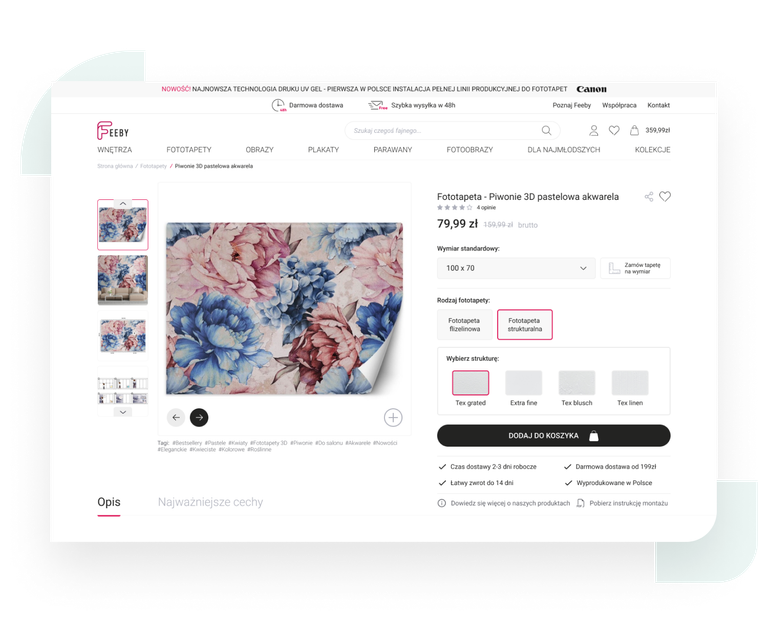 NOWOŚĆ! NAJNOWSZA TECHNOLOGIA DRUKU UV GEL - PIERWSZA W POLSCE INSTALACJA PEŁNEJ LINII PRODUKCYJNEJ DO FOTOTAPET Canon
48h Darmowa dostawa Free Szybka wysyłka w 48h Poznaj Feeby Współpraca Kontakt
FEEBY Szukaj czegoś fajnego... 359,99zł
WNĘTRZA FOTOTAPETY OBRAZY PLAKATY PARAWANY FOTOOBRAZY DLA NAJMŁODSZYCH KOLEKCJE
Strona główna / Fototapety / Piwonie 3D pastelowa akwarela
Fototapeta - Piwonie 3D pastelowa akwarela
4 opinie
79,99 zł 159,99 zł brutto
Wymiar standardowy:
100 x 70
Zamów tapetę
na wymiar
Rodzaj fototapety:
Fototapeta
flizelinowa
Fototapeta
strukturalna
Wybierz strukturę:
Tex grated Extra fine Tex blusch Tex linen
DODAJ DO KOSZYKA
Czas dostawy 2-3 dni robocze Darmowa dostawa od 199zł
Łatwy zwrot do 14 dni Wyprodukowane w Polsce
Dowiedz się więcej o naszych produktach Pobierz instrukcję montażu
Tagi: #Bestsellery #Pastele #Kwiaty #Fototapety 3D #Piwonie #Do salonu #Akwarele #Nowości
#Eleganckie #Kwieciste #Kolorowe #Roślinne
Opis Najważniejsze cechy